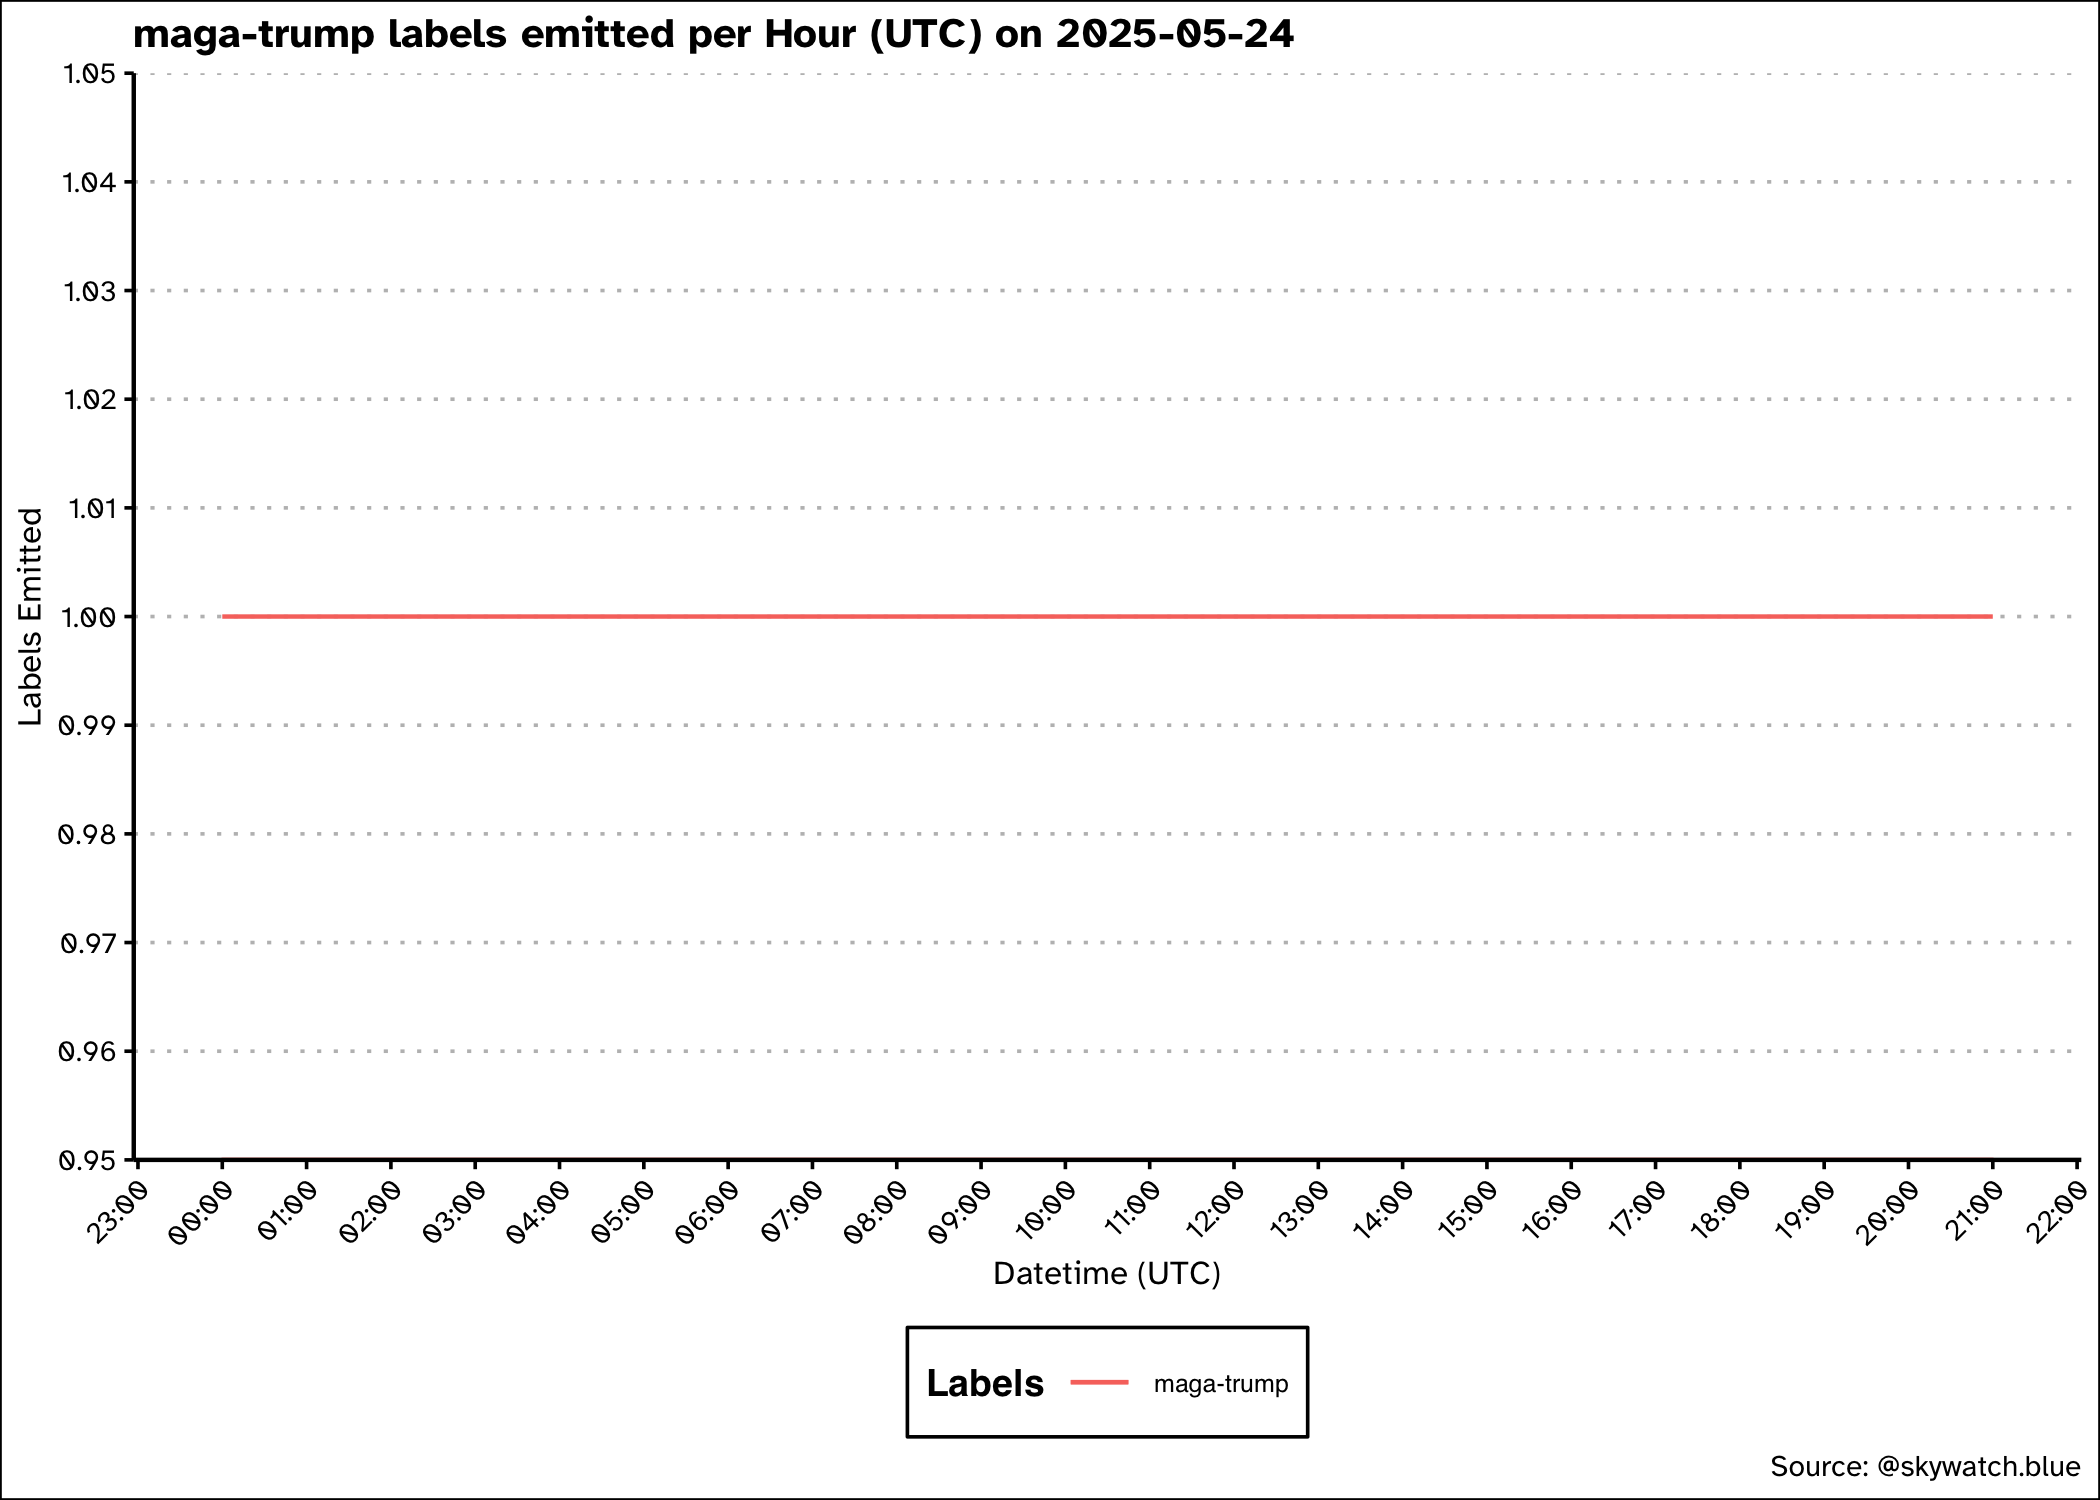 maga-trump labels emitted per Hour (UTC) on 2025-05-24
Labels Emitted
1.05
1.04
1.03
1.02
1.01
1.00
0.99
0.98
0.97
0.96
0.95
23:00 00:00 01:00 02:00 03:00 04:00 05:00 06:00 07:00 08:00 09:00 10:00 11:00 12:00 13:00 14:00 15:00 16:00 17:00 18:00 19:00 20:00 21:00 22:00
Datetime (UTC)
Labels maga-trump
Source: @skywatch.blue